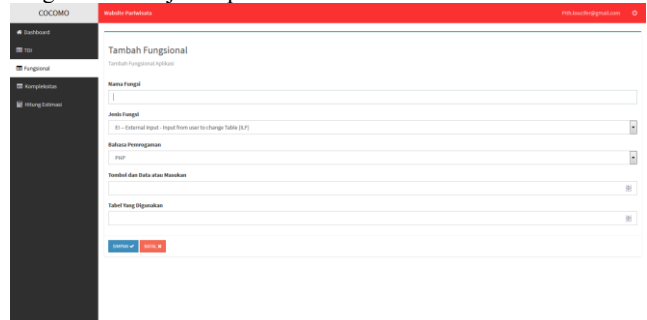 COCOMO
Website Pariwisata
Dashboard
TDI
Fungsional
Kompleksitas
Hitung Estimasi
Tambah Fungsional
Tambah Fungsional Aplikasi
Nama Fungsi
Jenis Fungsi
EI – External Input - Input from user to change Table (ILF)
Bahasa Pemrogaman
PHP
Tombol dan Data atau Masukan
Tabel Yang Digunakan
SIMPAN
BATAL